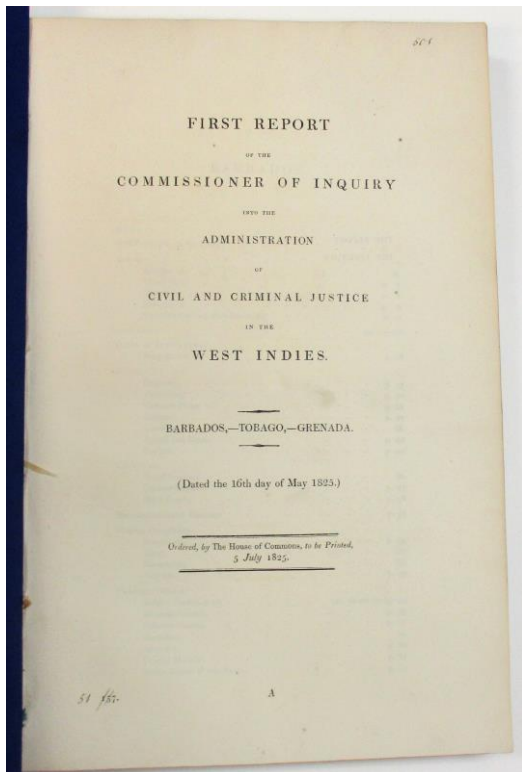 FIRST REPORT
OF THE
COMMISSIONER OF INQUIRY
INTO THE
ADMINISTRATION
OF
CIVIL AND CRIMINAL JUSTICE
IN THE
WEST INDIES.
BARBADOS,—TOBAGO,—GRENADA.
(Dated the 16th day of May 1825.)
Ordered, by The House of Commons, to be Printed,
5 July 1825.
A